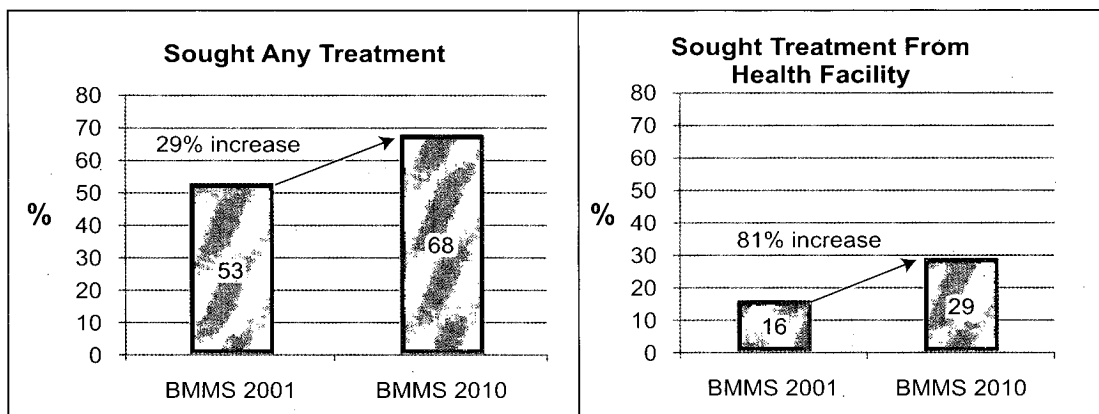 Sought Any Treatment
80
70
60
50
40
30
20
10
0
%
29% increase
53
68
BMMS 2001
BMMS 2010
Sought Treatment From
Health Facility
80
70
60
50
40
30
20
10
0
%
81% increase
16
29
BMMS 2001
BMMS 2010